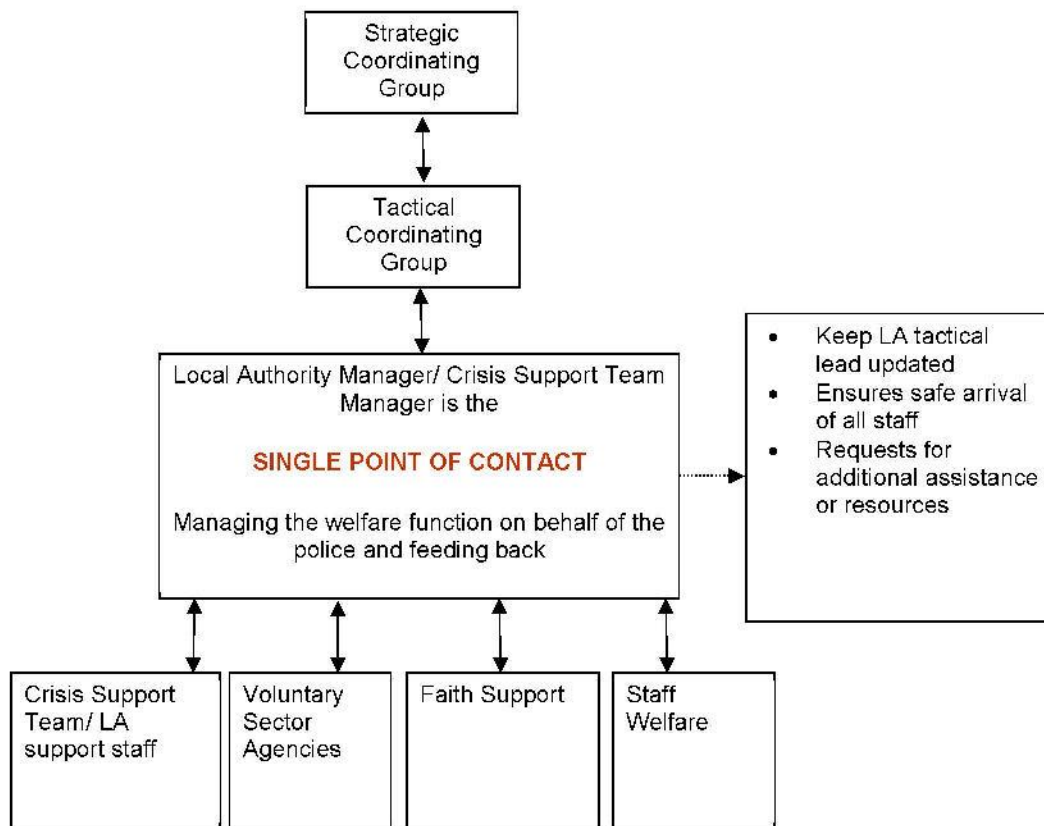 Strategic
Coordinating
Group
Tactical
Coordinating
Group
Local Authority Manager/ Crisis Support Team
Manager is the
SINGLE POINT OF CONTACT
Managing the welfare function on behalf of the
police and feeding back
• Keep LA tactical
lead updated
• Ensures safe arrival
of all staff
• Requests for
additional assistance
or resources
Crisis Support
Team/ LA
support staff
Voluntary
Sector
Agencies
Faith Support
Staff
Welfare